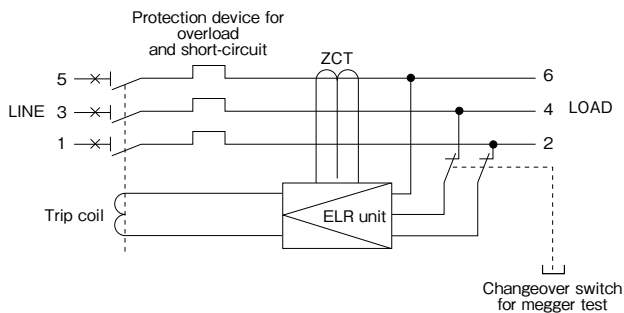 Protection device for
overload
and short-circuit
ZCT
5
6
LINE 3
4 LOAD
1
2
Trip coil
ELR unit
Changeover switch
for megger test